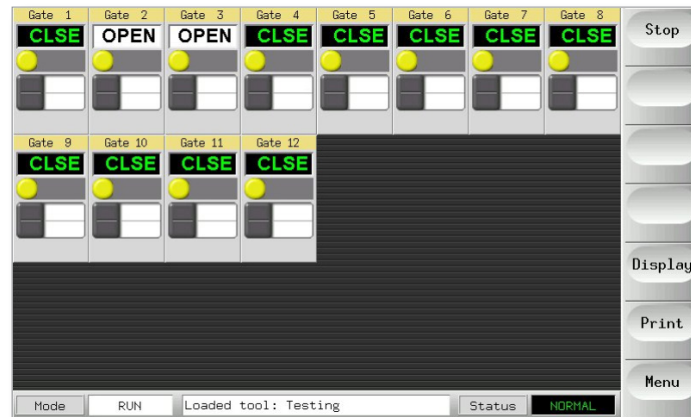 Gate 1 Gate 2 Gate 3 Gate 4 Gate 5 Gate 6 Gate 7 Gate 8
CLSE OPEN OPEN CLSE CLSE CLSE CLSE CLSE
Gate 9 Gate 10 Gate 11 Gate 12
CLSE CLSE CLSE CLSE
Stop
Display
Print
Menu
Mode RUN Loaded tool: Testing Status NORMAL